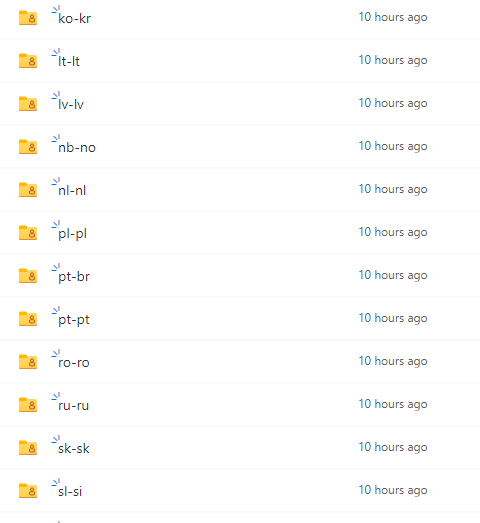 ko-kr 10 hours ago
lt-lt 10 hours ago
lv-lv 10 hours ago
nb-no 10 hours ago
nl-nl 10 hours ago
pl-pl 10 hours ago
pt-br 10 hours ago
pt-pt 10 hours ago
ro-ro 10 hours ago
ru-ru 10 hours ago
sk-sk 10 hours ago
sl-si 10 hours ago